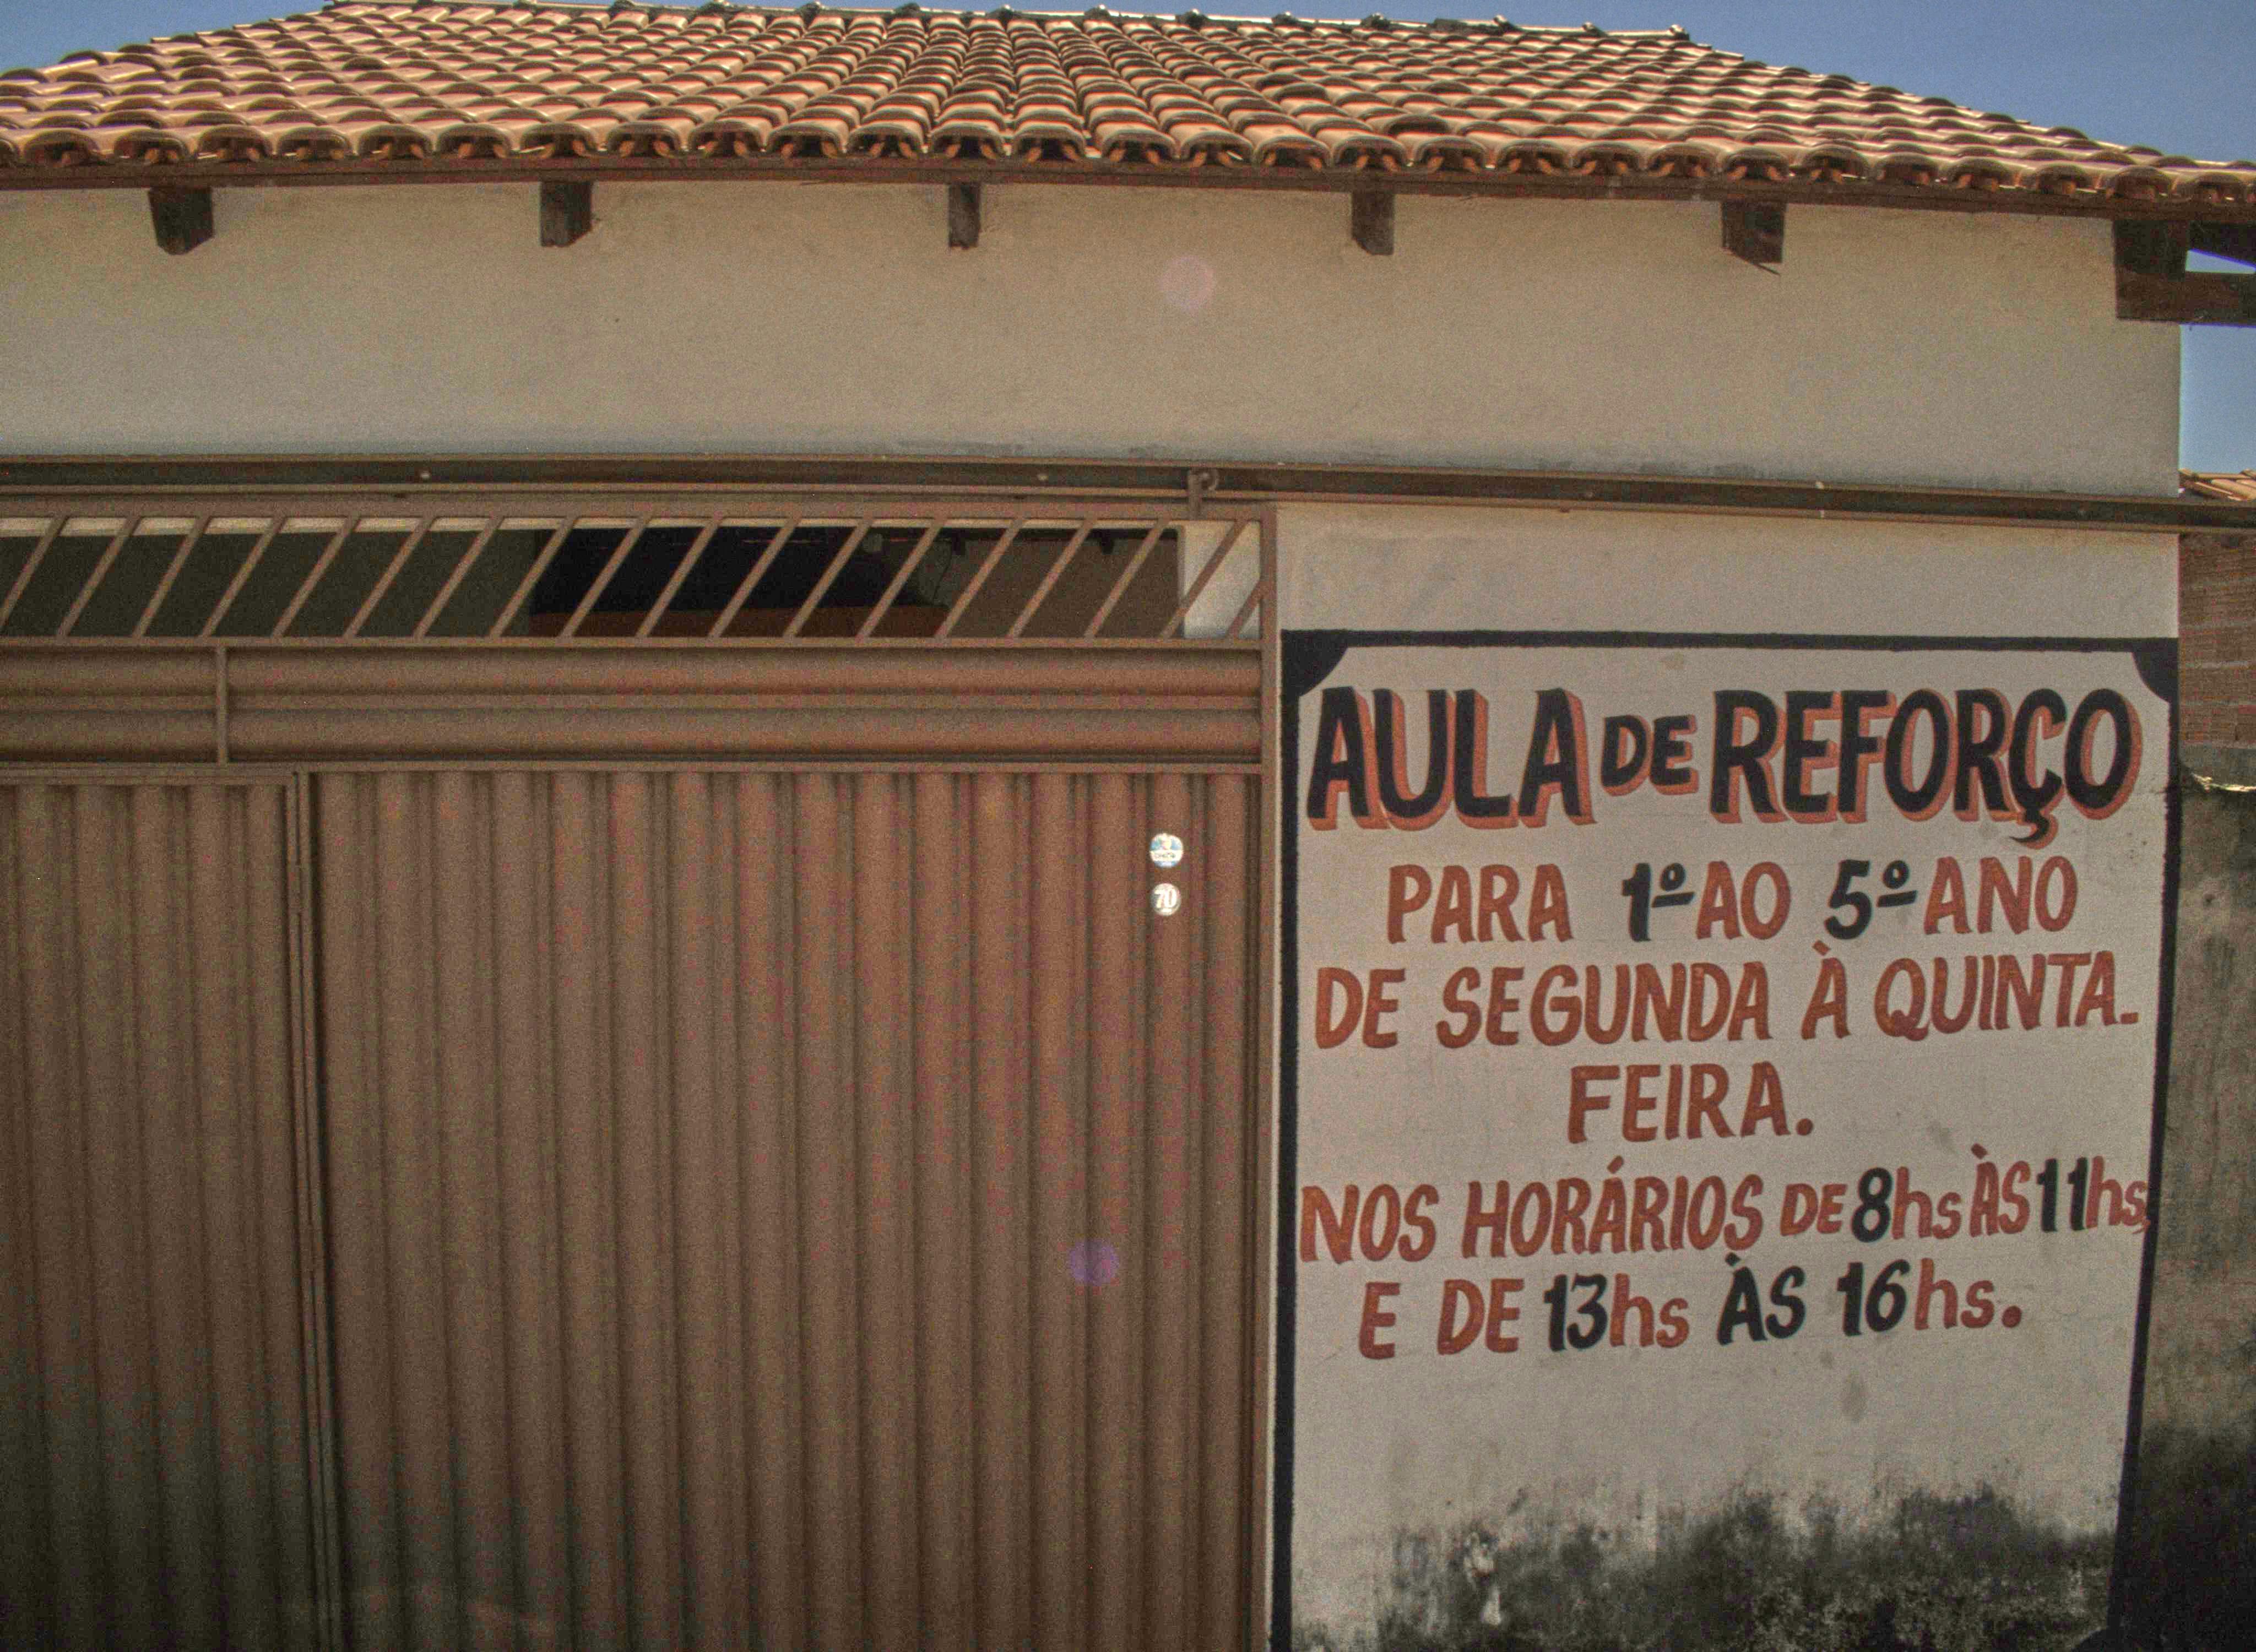 AULA DE REFORÇO
PARA 1º AO 5º ANO
DE SEGUNDA À QUINTA-
FEIRA.
NOS HORÁRIOS DE 8hs ÀS 11hs,
E DE 13hs ÀS 16hs.
70